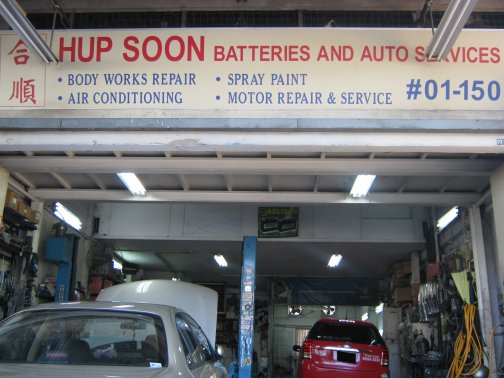 合順
HUP SOON BATTERIES AND AUTO SERVICES
• BODY WORKS REPAIR • SPRAY PAINT
• AIR CONDITIONING • MOTOR REPAIR & SERVICE #01-150